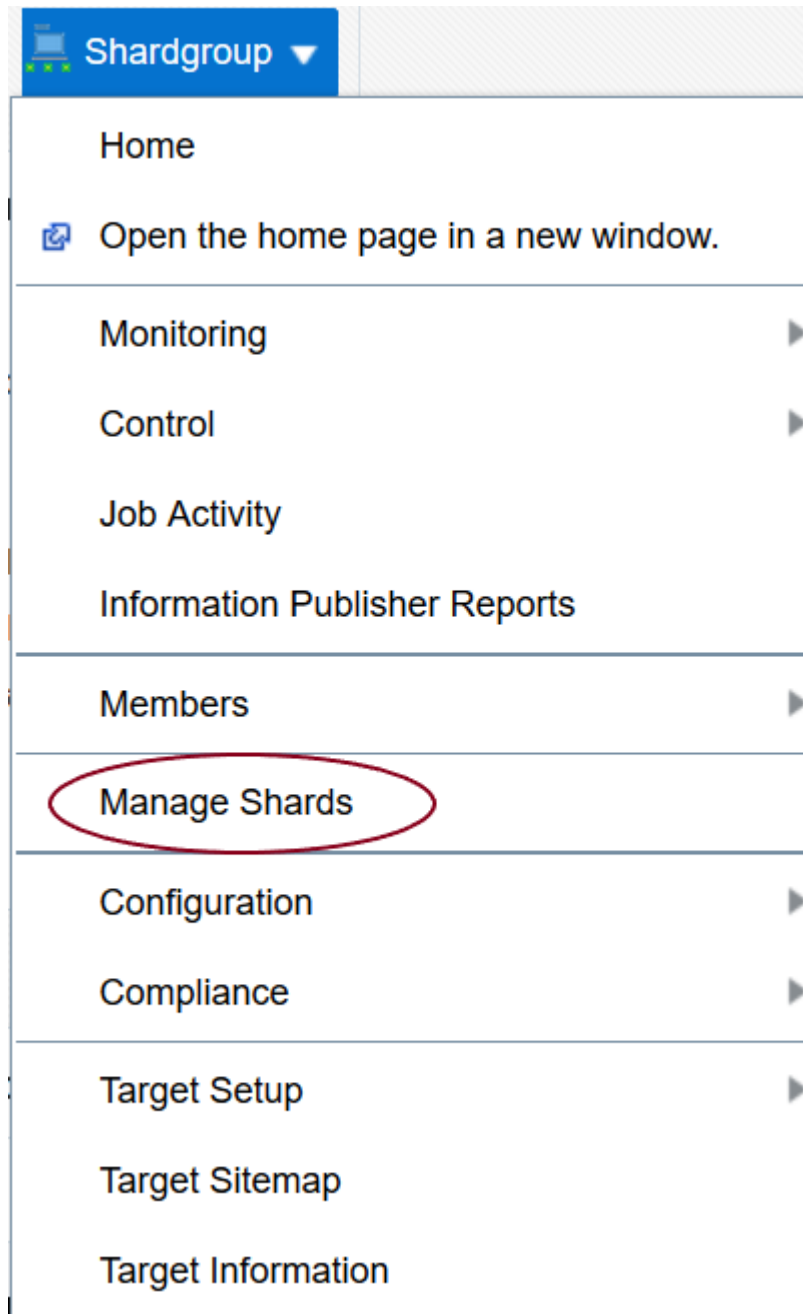 Shardgroup
Home
Open the home page in a new window.
Monitoring
Control
Job Activity
Information Publisher Reports
Members
Manage Shards
Configuration
Compliance
Target Setup
Target Sitemap
Target Information